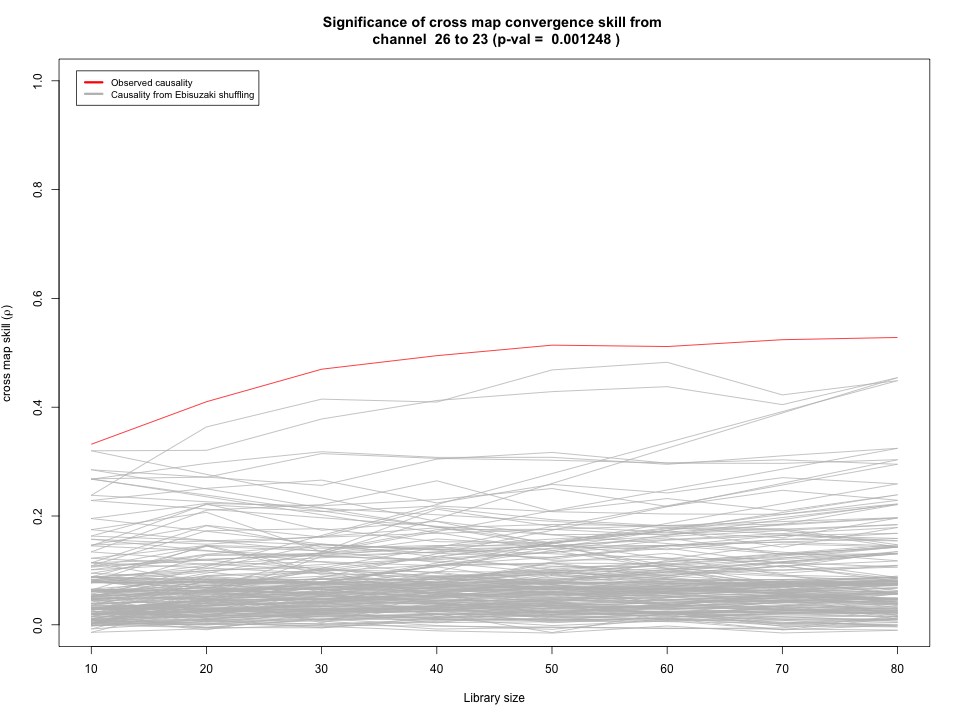 Significance of cross map convergence skill from
channel  26 to 23 (p-val =  0.001248 )
Observed causality
Causality from Ebisuzaki shuffling
cross map skill (ρ)
1.0
0.8
0.6
0.4
0.2
0.0
10 20 30 40 50 60 70 80
Library size